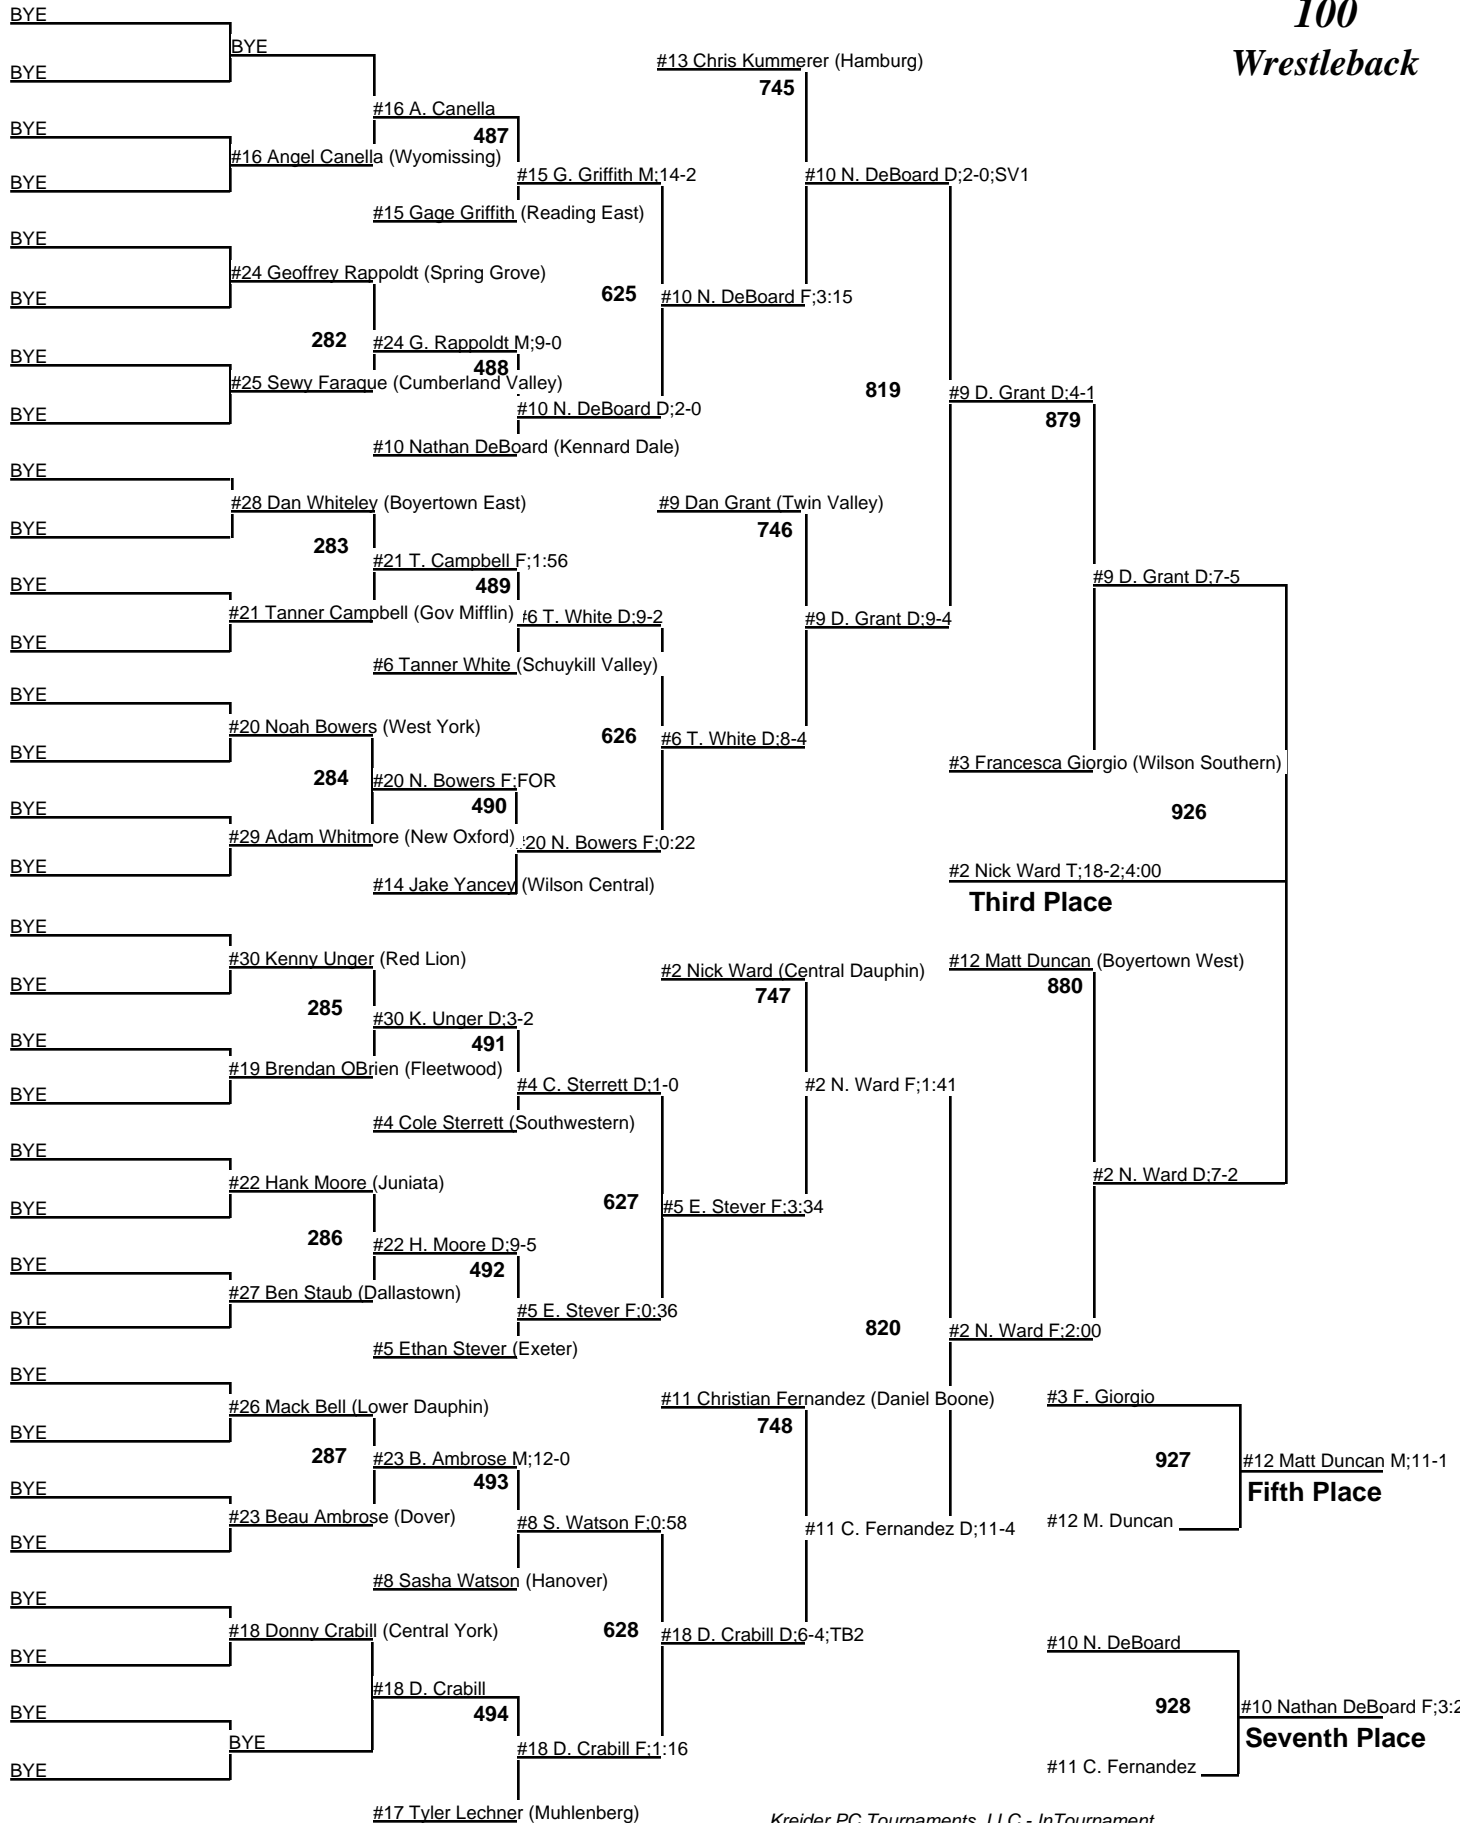 100
Wrestleback
BYE
BYE
BYE
#13 Chris Kummerer (Hamburg)
745
#16 A. Canella
487
BYE
#16 Angel Canella (Wyomissing)
BYE
#15 G. Griffith M;14-2
#10 N. DeBoard D;2-0;SV1
#15 Gage Griffith (Reading East)
BYE
#24 Geoffrey Rappoldt (Spring Grove)
BYE
625
#10 N. DeBoard F;3:15
282
#24 G. Rappoldt M;9-0
BYE
488
#25 Sewy Faraque (Cumberland Valley)
819
#9 D. Grant D;4-1
BYE
#10 N. DeBoard D;2-0
879
#10 Nathan DeBoard (Kennard Dale)
BYE
#28 Dan Whiteley (Boyertown East)
#9 Dan Grant (Twin Valley)
BYE
746
283
#21 T. Campbell F;1:56
BYE
489
#9 D. Grant D;7-5
#21 Tanner Campbell (Gov Mifflin)
#6 T. White D;9-2
#9 D. Grant D;9-4
BYE
#6 Tanner White (Schuykill Valley)
BYE
#20 Noah Bowers (West York)
626
#6 T. White D;8-4
BYE
#3 Francesca Giorgio (Wilson Southern)
284
#20 N. Bowers F;FOR
490
BYE
926
#29 Adam Whitmore (New Oxford)
#20 N. Bowers F;0:22
BYE
#2 Nick Ward T;18-2;4:00
#14 Jake Yancey (Wilson Central)
Third Place
BYE
#30 Kenny Unger (Red Lion)
#2 Nick Ward (Central Dauphin)
#12 Matt Duncan (Boyertown West)
BYE
747
880
285
#30 K. Unger D;3-2
BYE
491
#19 Brendan OBrien (Fleetwood)
#4 C. Sterrett D;1-0
#2 N. Ward F;1:41
BYE
#4 Cole Sterrett (Southwestern)
BYE
#22 Hank Moore (Juniata)
#2 N. Ward D;7-2
BYE
627
#5 E. Stever F;3:34
286
#22 H. Moore D;9-5
BYE
492
#27 Ben Staub (Dallastown)
BYE
#5 E. Stever F;0:36
820
#2 N. Ward F;2:00
#5 Ethan Stever (Exeter)
BYE
#26 Mack Bell (Lower Dauphin)
#11 Christian Fernandez (Daniel Boone)
#3 F. Giorgio
BYE
748
287
#23 B. Ambrose M;12-0
927
#12 Matt Duncan M;11-1
BYE
493
Fifth Place
#23 Beau Ambrose (Dover)
#8 S. Watson F;0:58
#11 C. Fernandez D;11-4
#12 M. Duncan
BYE
#8 Sasha Watson (Hanover)
BYE
#18 Donny Crabill (Central York)
628
#18 D. Crabill D;6-4;TB2
#10 N. DeBoard
BYE
#18 D. Crabill
BYE
494
928
#10 Nathan DeBoard F;3:2
BYE
#18 D. Crabill F;1:16
Seventh Place
BYE
#11 C. Fernandez
#17 Tyler Lechner (Muhlenberg)
Kreider PC Tournaments, LLC - InTournament